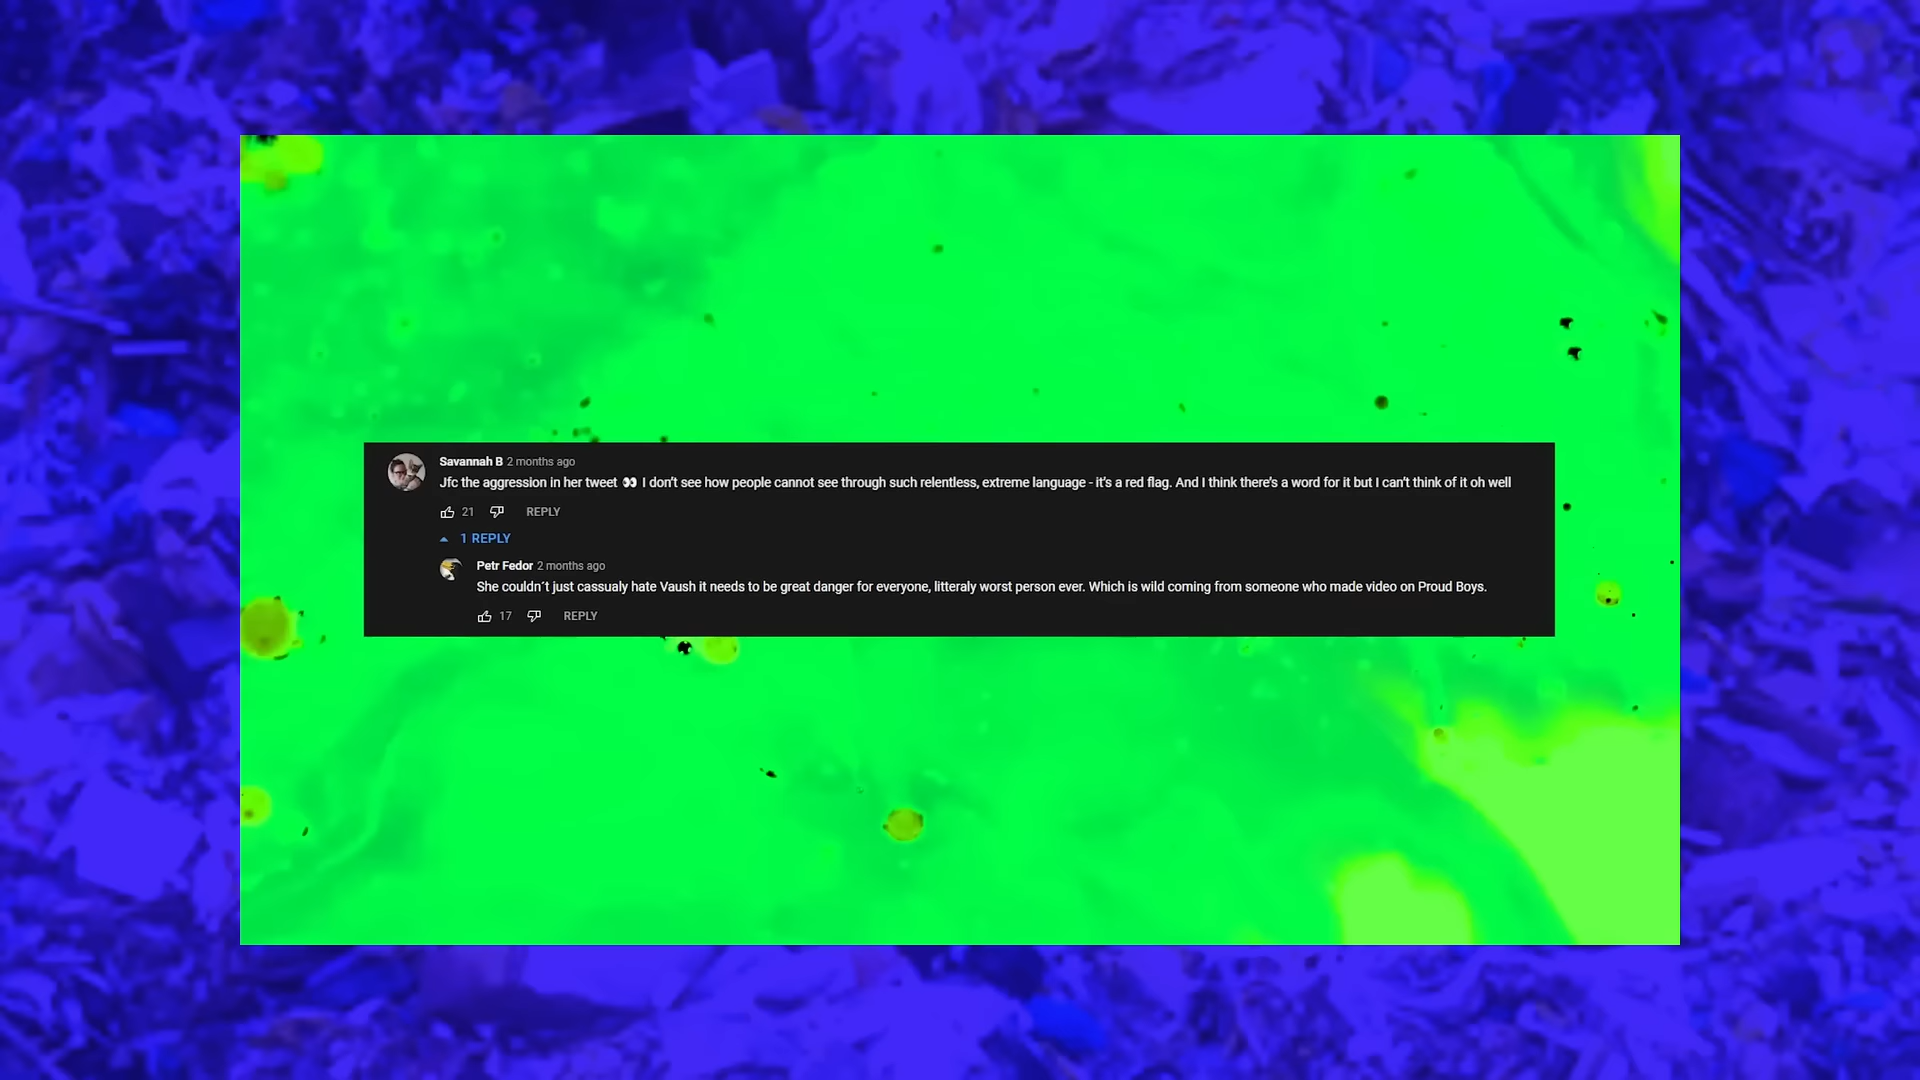 Savannah B 2 months ago
Jfc the aggression in her tweet 👀 I don't see how people cannot see through such relentless, extreme language - it's a red flag. And I think there's a word for it but I can't think of it oh well
21 REPLY
1 REPLY
Petr Fedor 2 months ago
She couldn´t just cassualy hate Vaush it needs to be great danger for everyone, litteraly worst person ever. Which is wild coming from someone who made video on Proud Boys.
17 REPLY